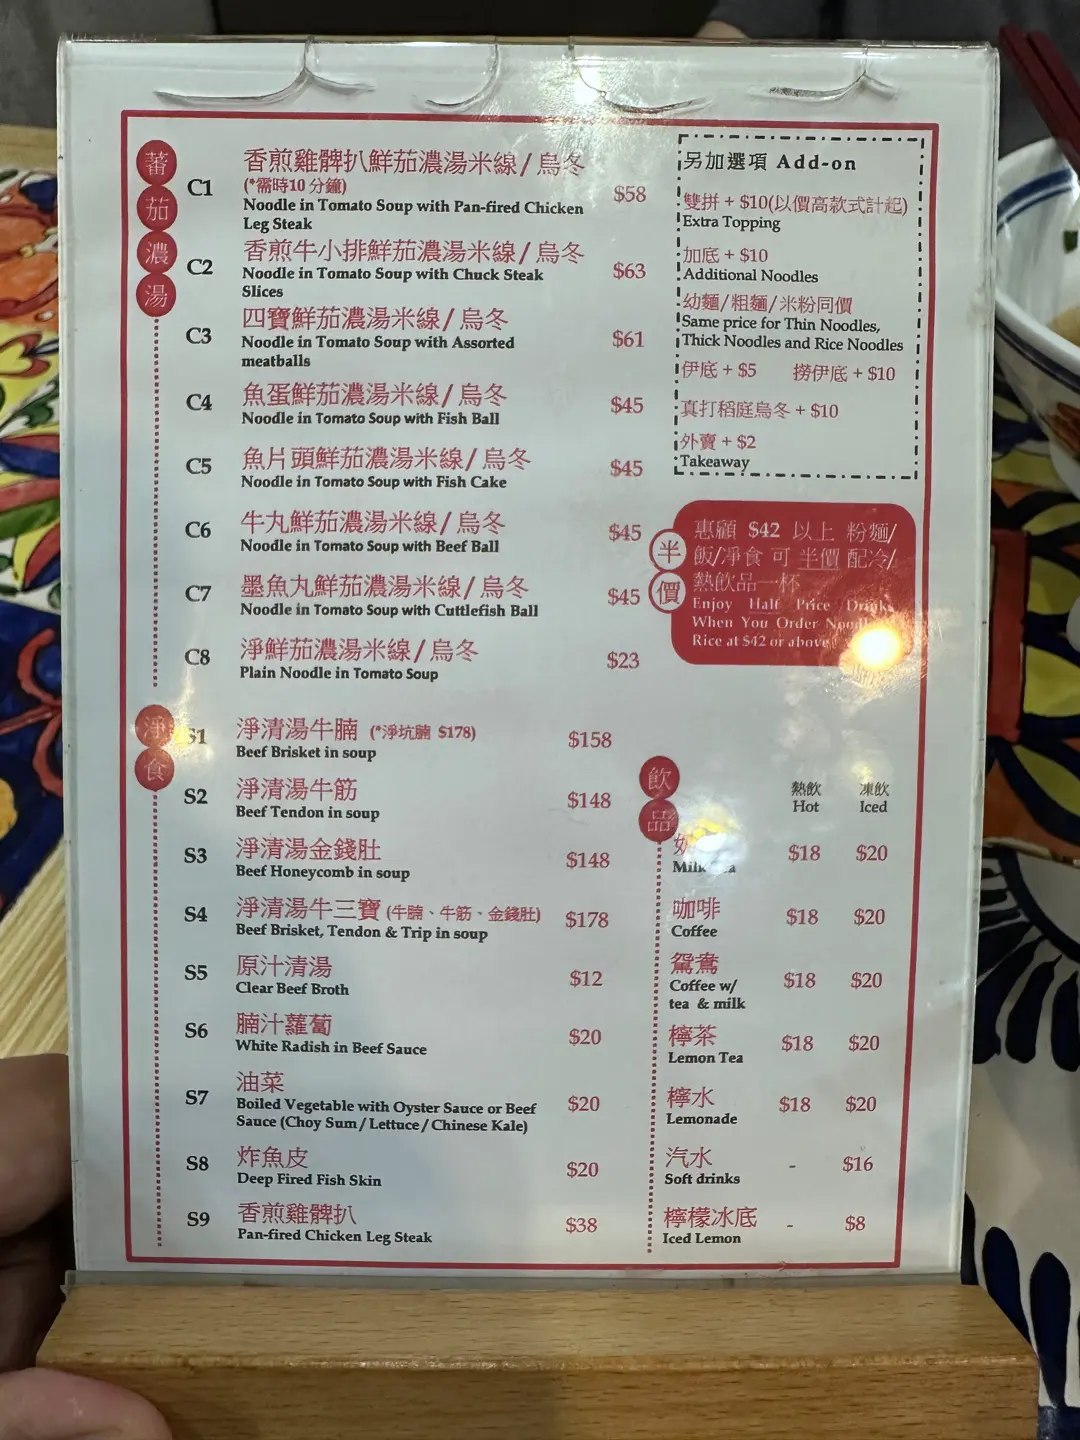 蕃茄濃湯
C1
香煎雞髀扒鮮茄濃湯米線/烏冬
(*需時10 分鐘)
Noodle in Tomato Soup with Pan-fired Chicken
Leg Steak
$58
C2
香煎牛小排鮮茄濃湯米線/烏冬
Noodle in Tomato Soup with Chuck Steak
Slices
$63
C3
四寶鮮茄濃湯米線/烏冬
Noodle in Tomato Soup with Assorted
meatballs
$61
C4
魚蛋鮮茄濃湯米線/烏冬
Noodle in Tomato Soup with Fish Ball
$45
C5
魚片頭鮮茄濃湯米線/烏冬
Noodle in Tomato Soup with Fish Cake
$45
C6
牛丸鮮茄濃湯米線/烏冬
Noodle in Tomato Soup with Beef Ball
$45
C7
墨魚丸鮮茄濃湯米線/烏冬
Noodle in Tomato Soup with Cuttlefish Ball
$45
C8
淨鮮茄濃湯米線/烏冬
Plain Noodle in Tomato Soup
$23
另加選項 Add-on
雙拼 + $10(以價高款式計起)
Extra Topping
加底 + $10
Additional Noodles
幼麵/粗麵/米粉同價
Same price for Thin Noodles,
Thick Noodles and Rice Noodles
伊底 + $5 撈伊底 + $10
真打稻庭烏冬 + $10
外賣 + $2
Takeaway
半價
惠顧 $42 以上 粉麵/
飯/淨食 可 半價 配冷/
熱飲品一杯
Enjoy Half Price Drink
When You Order
Rice at $42 or above
淨食
S1
淨清湯牛腩 (*淨坑腩 $178)
Beef Brisket in soup
$158
S2
淨清湯牛筋
Beef Tendon in soup
$148
S3
淨清湯金錢肚
Beef Honeycomb in soup
$148
S4
淨清湯牛三寶 (牛腩、牛筋、金錢肚)
Beef Brisket, Tendon & Trip in soup
$178
S5
原汁清湯
Clear Beef Broth
$12
S6
腩汁蘿蔔
White Radish in Beef Sauce
$20
S7
油菜
Boiled Vegetable with Oyster Sauce or Beef
Sauce (Choy Sum / Lettuce / Chinese Kale)
$20
S8
炸魚皮
Deep Fired Fish Skin
$20
S9
香煎雞髀扒
Pan-fired Chicken Leg Steak
$38
飲品
熱飲 凍飲
Hot Iced
Milk
$18 $20
咖啡
Coffee
$18 $20
鴛鴦
Coffee w/
tea & milk
$18 $20
檸茶
Lemon Tea
$18 $20
檸水
Lemonade
$18 $20
汽水
Soft drinks
- $16
檸檬冰底
Iced Lemon
- $8